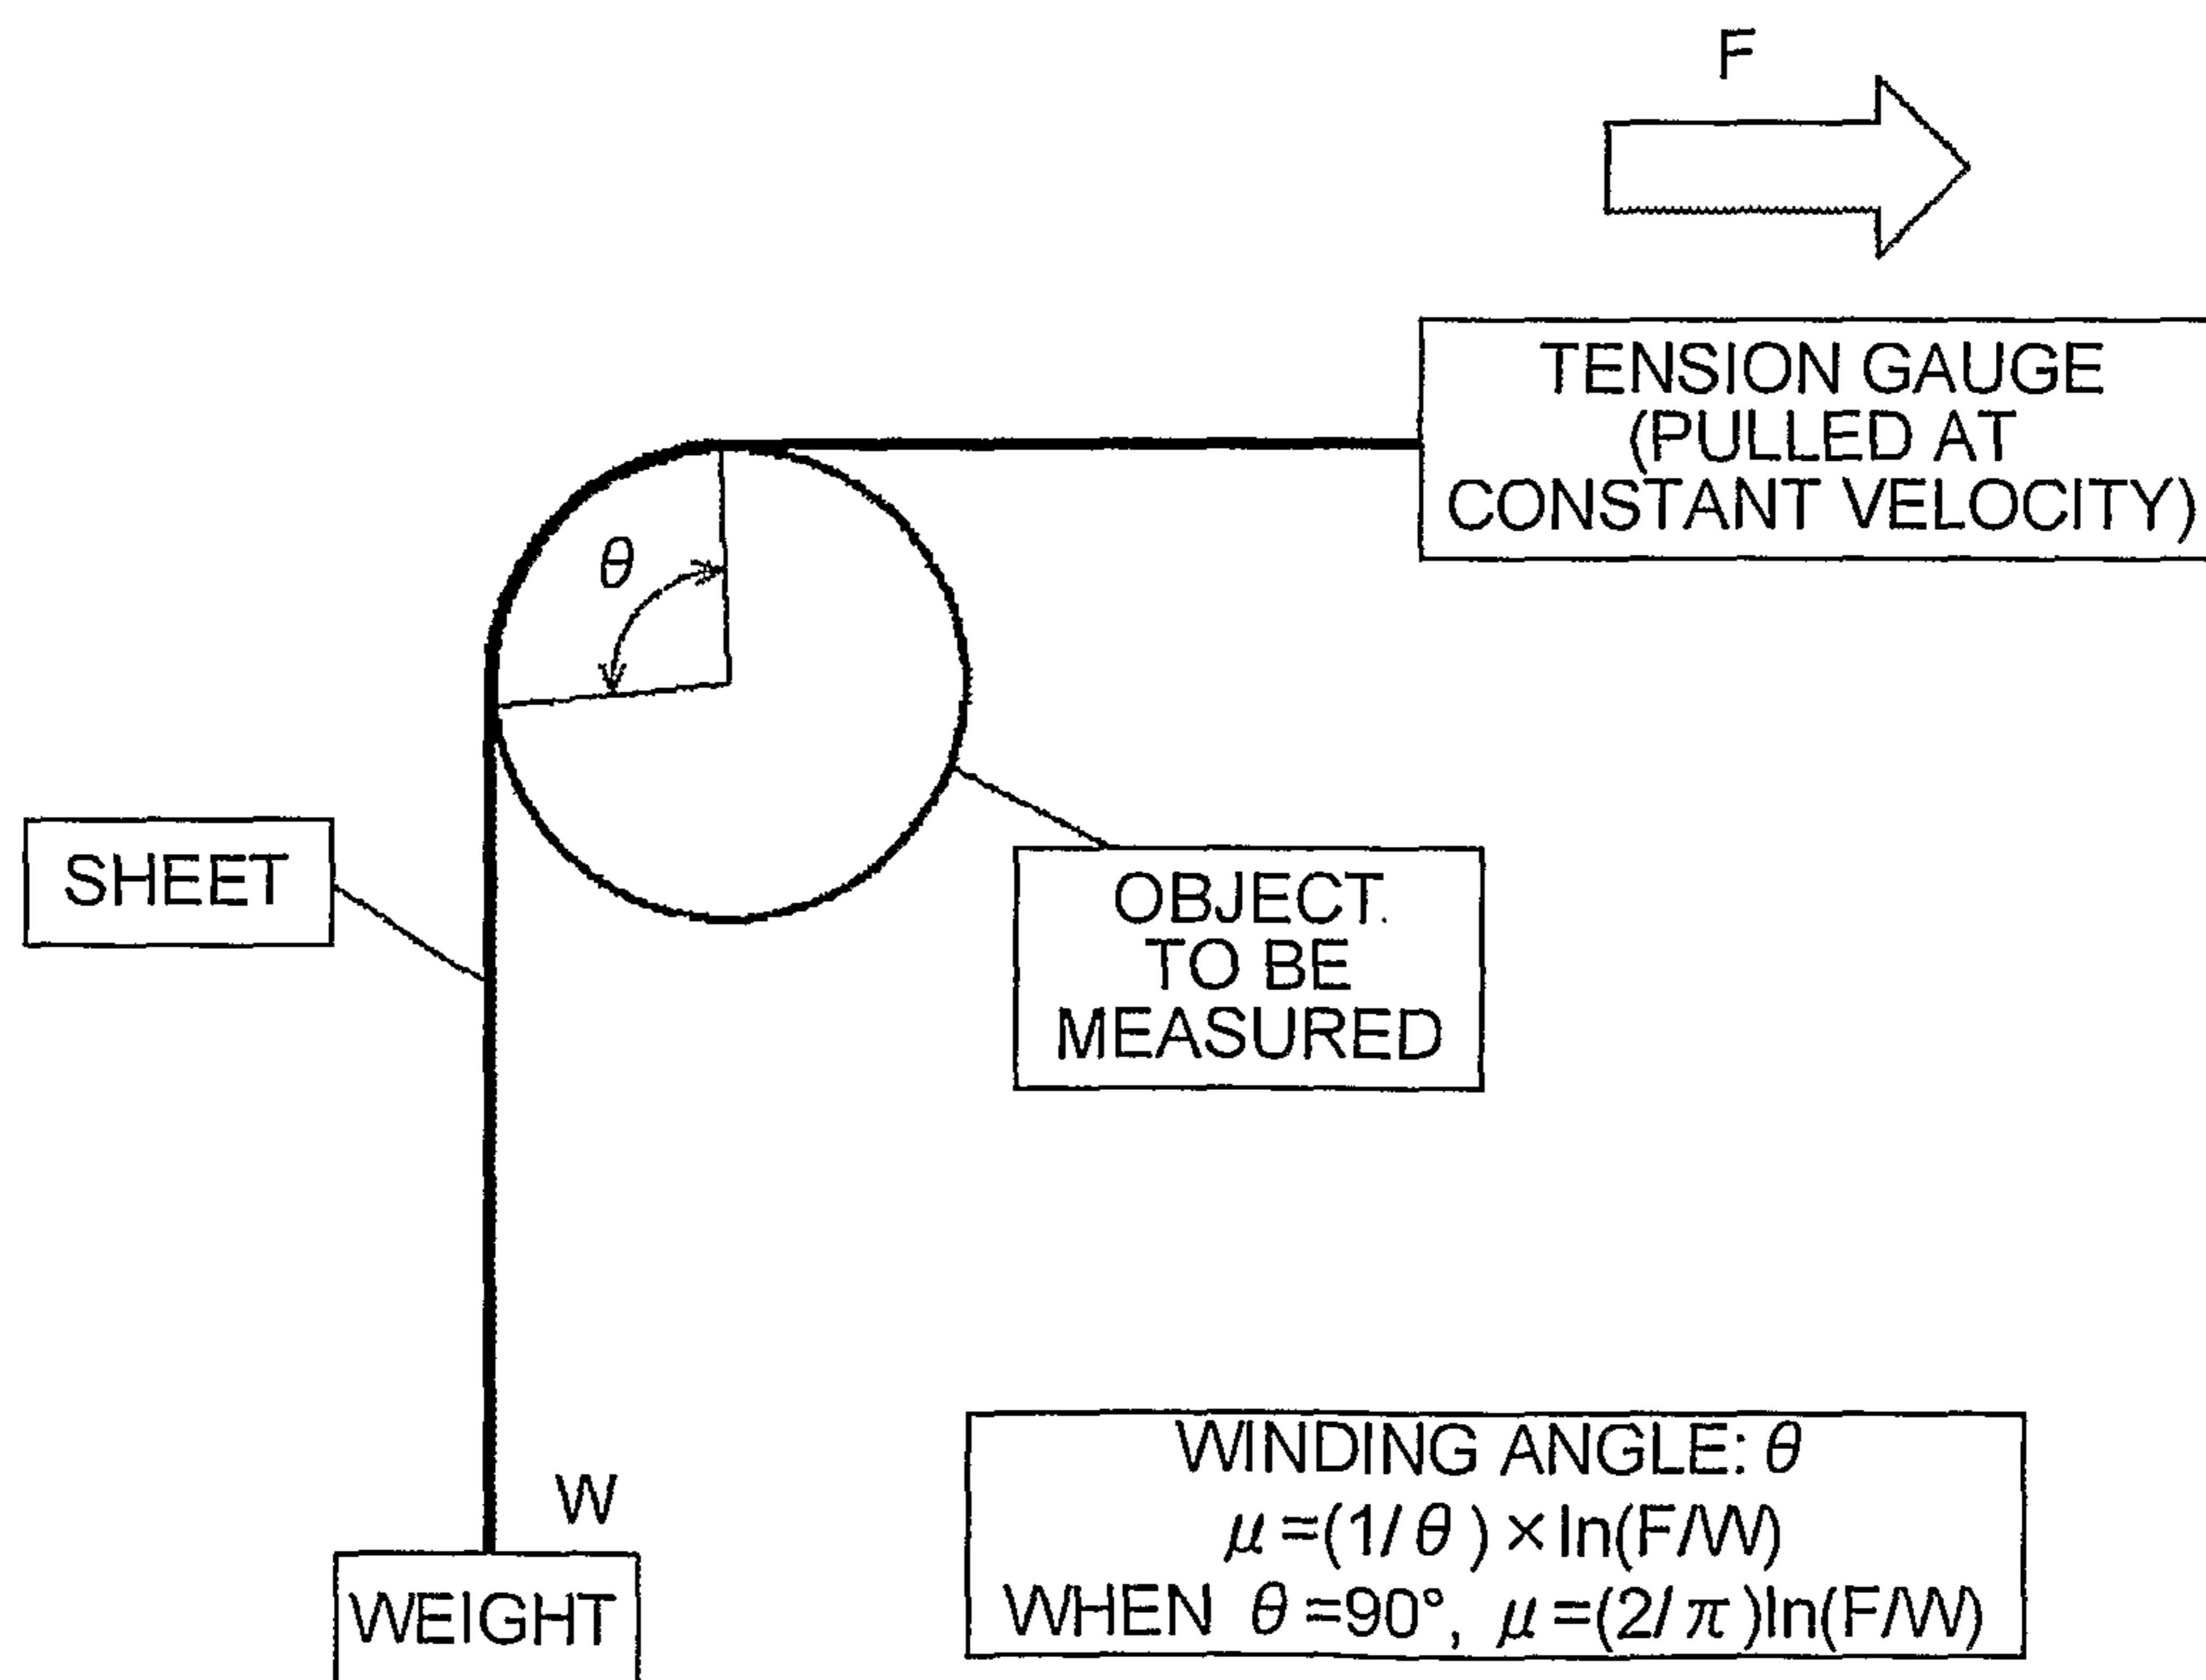 F
TENSION GAUGE
(PULLED AT
CONSTANT VELOCITY)
θ
SHEET
OBJECT.
TO BE
MEASURED
W
WEIGHT
WINDING ANGLE: θ
μ=(1/θ)×ln(F/W)
WHEN θ=90°, μ=(2/π)ln(F/W)